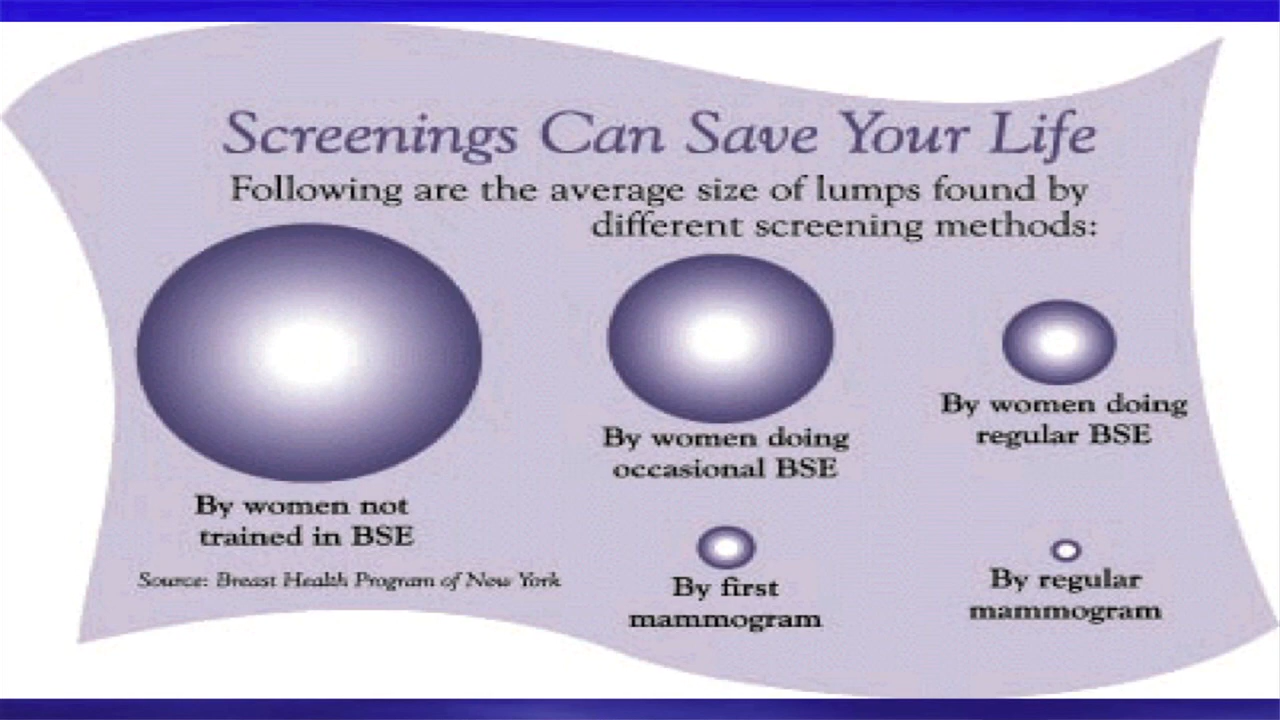 Screenings Can Save Your Life
Following are the average size of lumps found by
different screening methods:
By women not
trained in BSE
By women doing
occasional BSE
By women doing
regular BSE
By first
mammogram
By regular
mammogram
Source: Breast Health Program of New York